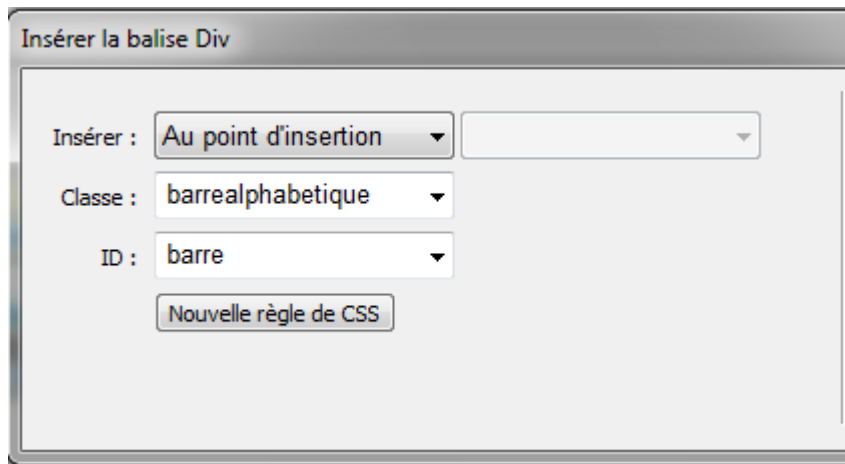 Insérer la balise Div
Insérer : Au point d'insertion
Classe : barrealphabetique
ID : barre
Nouvelle règle de CSS